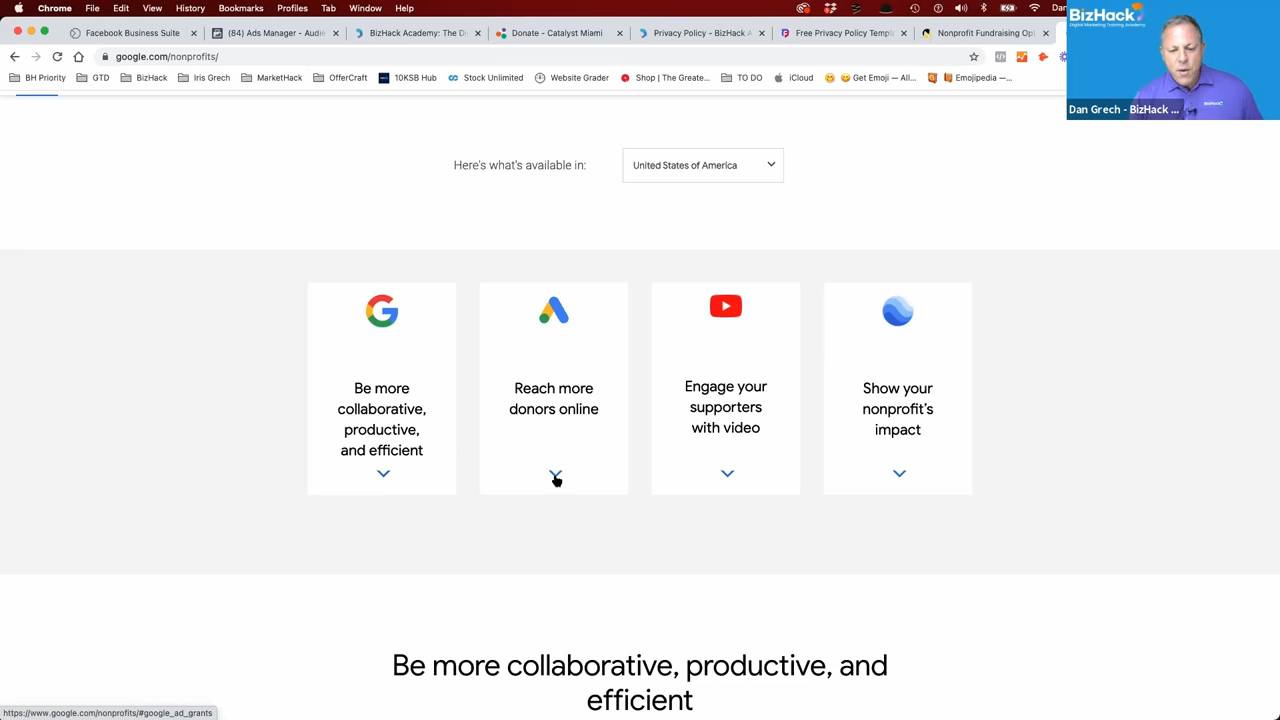 Chrome File Edit View History Bookmarks Profiles Tab Window Help
Facebook Business Suite
(84) Ads Manager - Audie
BizHack Academy: The Di
Donate - Catalyst Miami
Privacy Policy - BizHack A
Free Privacy Policy Templ
Nonprofit Fundraising Op
google.com/nonprofits/
BH Priority
GTD
BizHack
Iris Grech
MarketHack
OfferCraft
10KSB Hub
Stock Unlimited
Website Grader
Shop | The Greate...
TO DO
iCloud
Get Emoji — All...
Emojipedia —...
BizHack
Digital Marketing Training Academy
BizHack
Dan Grech - BizHack ...
Here's what's available in:
United States of America
Be more
collaborative,
productive,
and efficient
Reach more
donors online
Engage your
supporters
with video
Show your
nonprofit's
impact
Be more collaborative, productive, and
efficient
https://www.google.com/nonprofits/#google_ad_grants